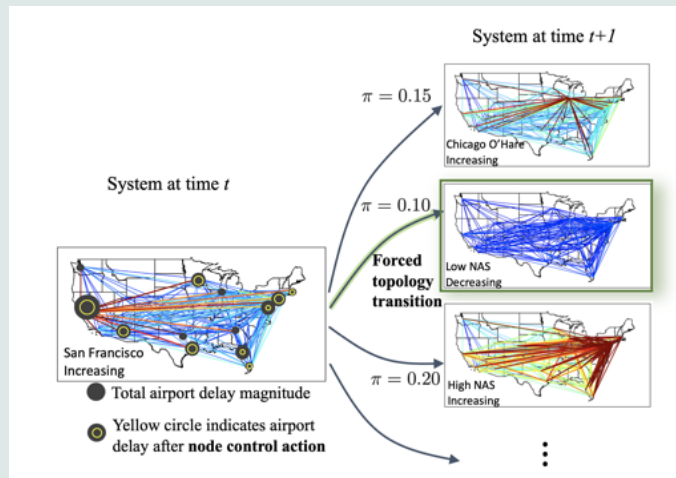 System at time t+1
π = 0.15
Chicago O'Hare
Increasing
System at time t
π = 0.10
Low NAS
Decreasing
Forced
topology
transition
San Francisco
Increasing
π = 0.20
High NAS
Increasing
Total airport delay magnitude
Yellow circle indicates airport
delay after node control action